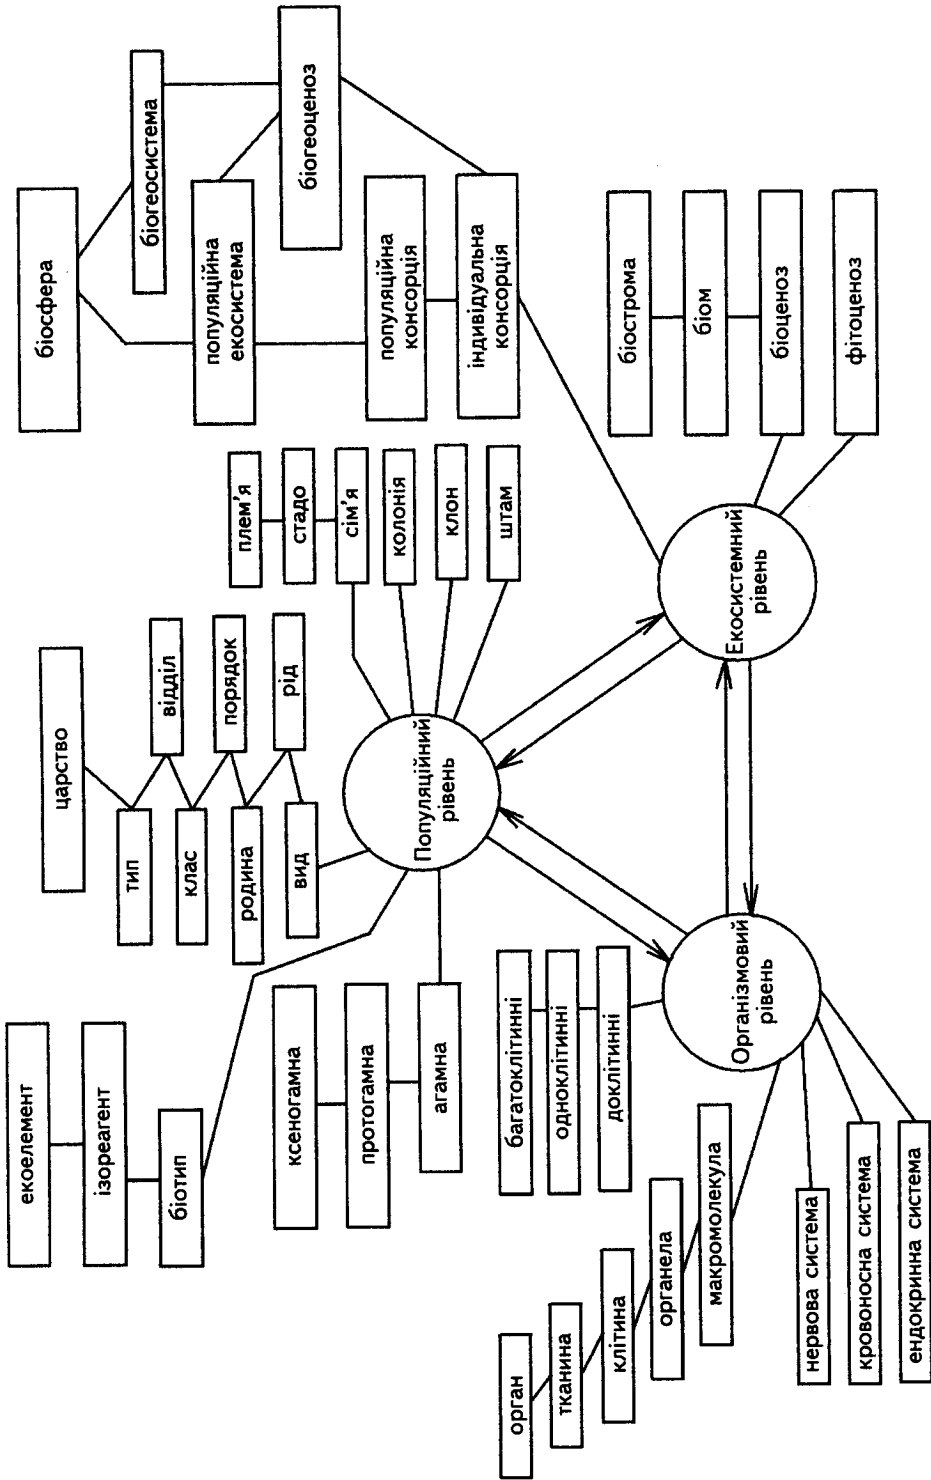 екоелемент
ізореагент
біотип
ксеногамна
протогамна
агамна
царство
тип
відділ
клас
порядок
родина
рід
вид
плем'я
стадо
сім'я
колонія
клон
штам
біосфера
біогеосистема
популяційна
екосистема
біогеоценоз
популяційна
консорція
індивідуальна
консорція
Популяційний
рівень
орган
тканина
клітина
органела
макромолекула
багатоклітинні
одноклітинні
доклітинні
Організмовий
рівень
нервова система
кровоносна система
ендокринна система
Екосистемний
рівень
біострома
біом
біоценоз
фітоценоз